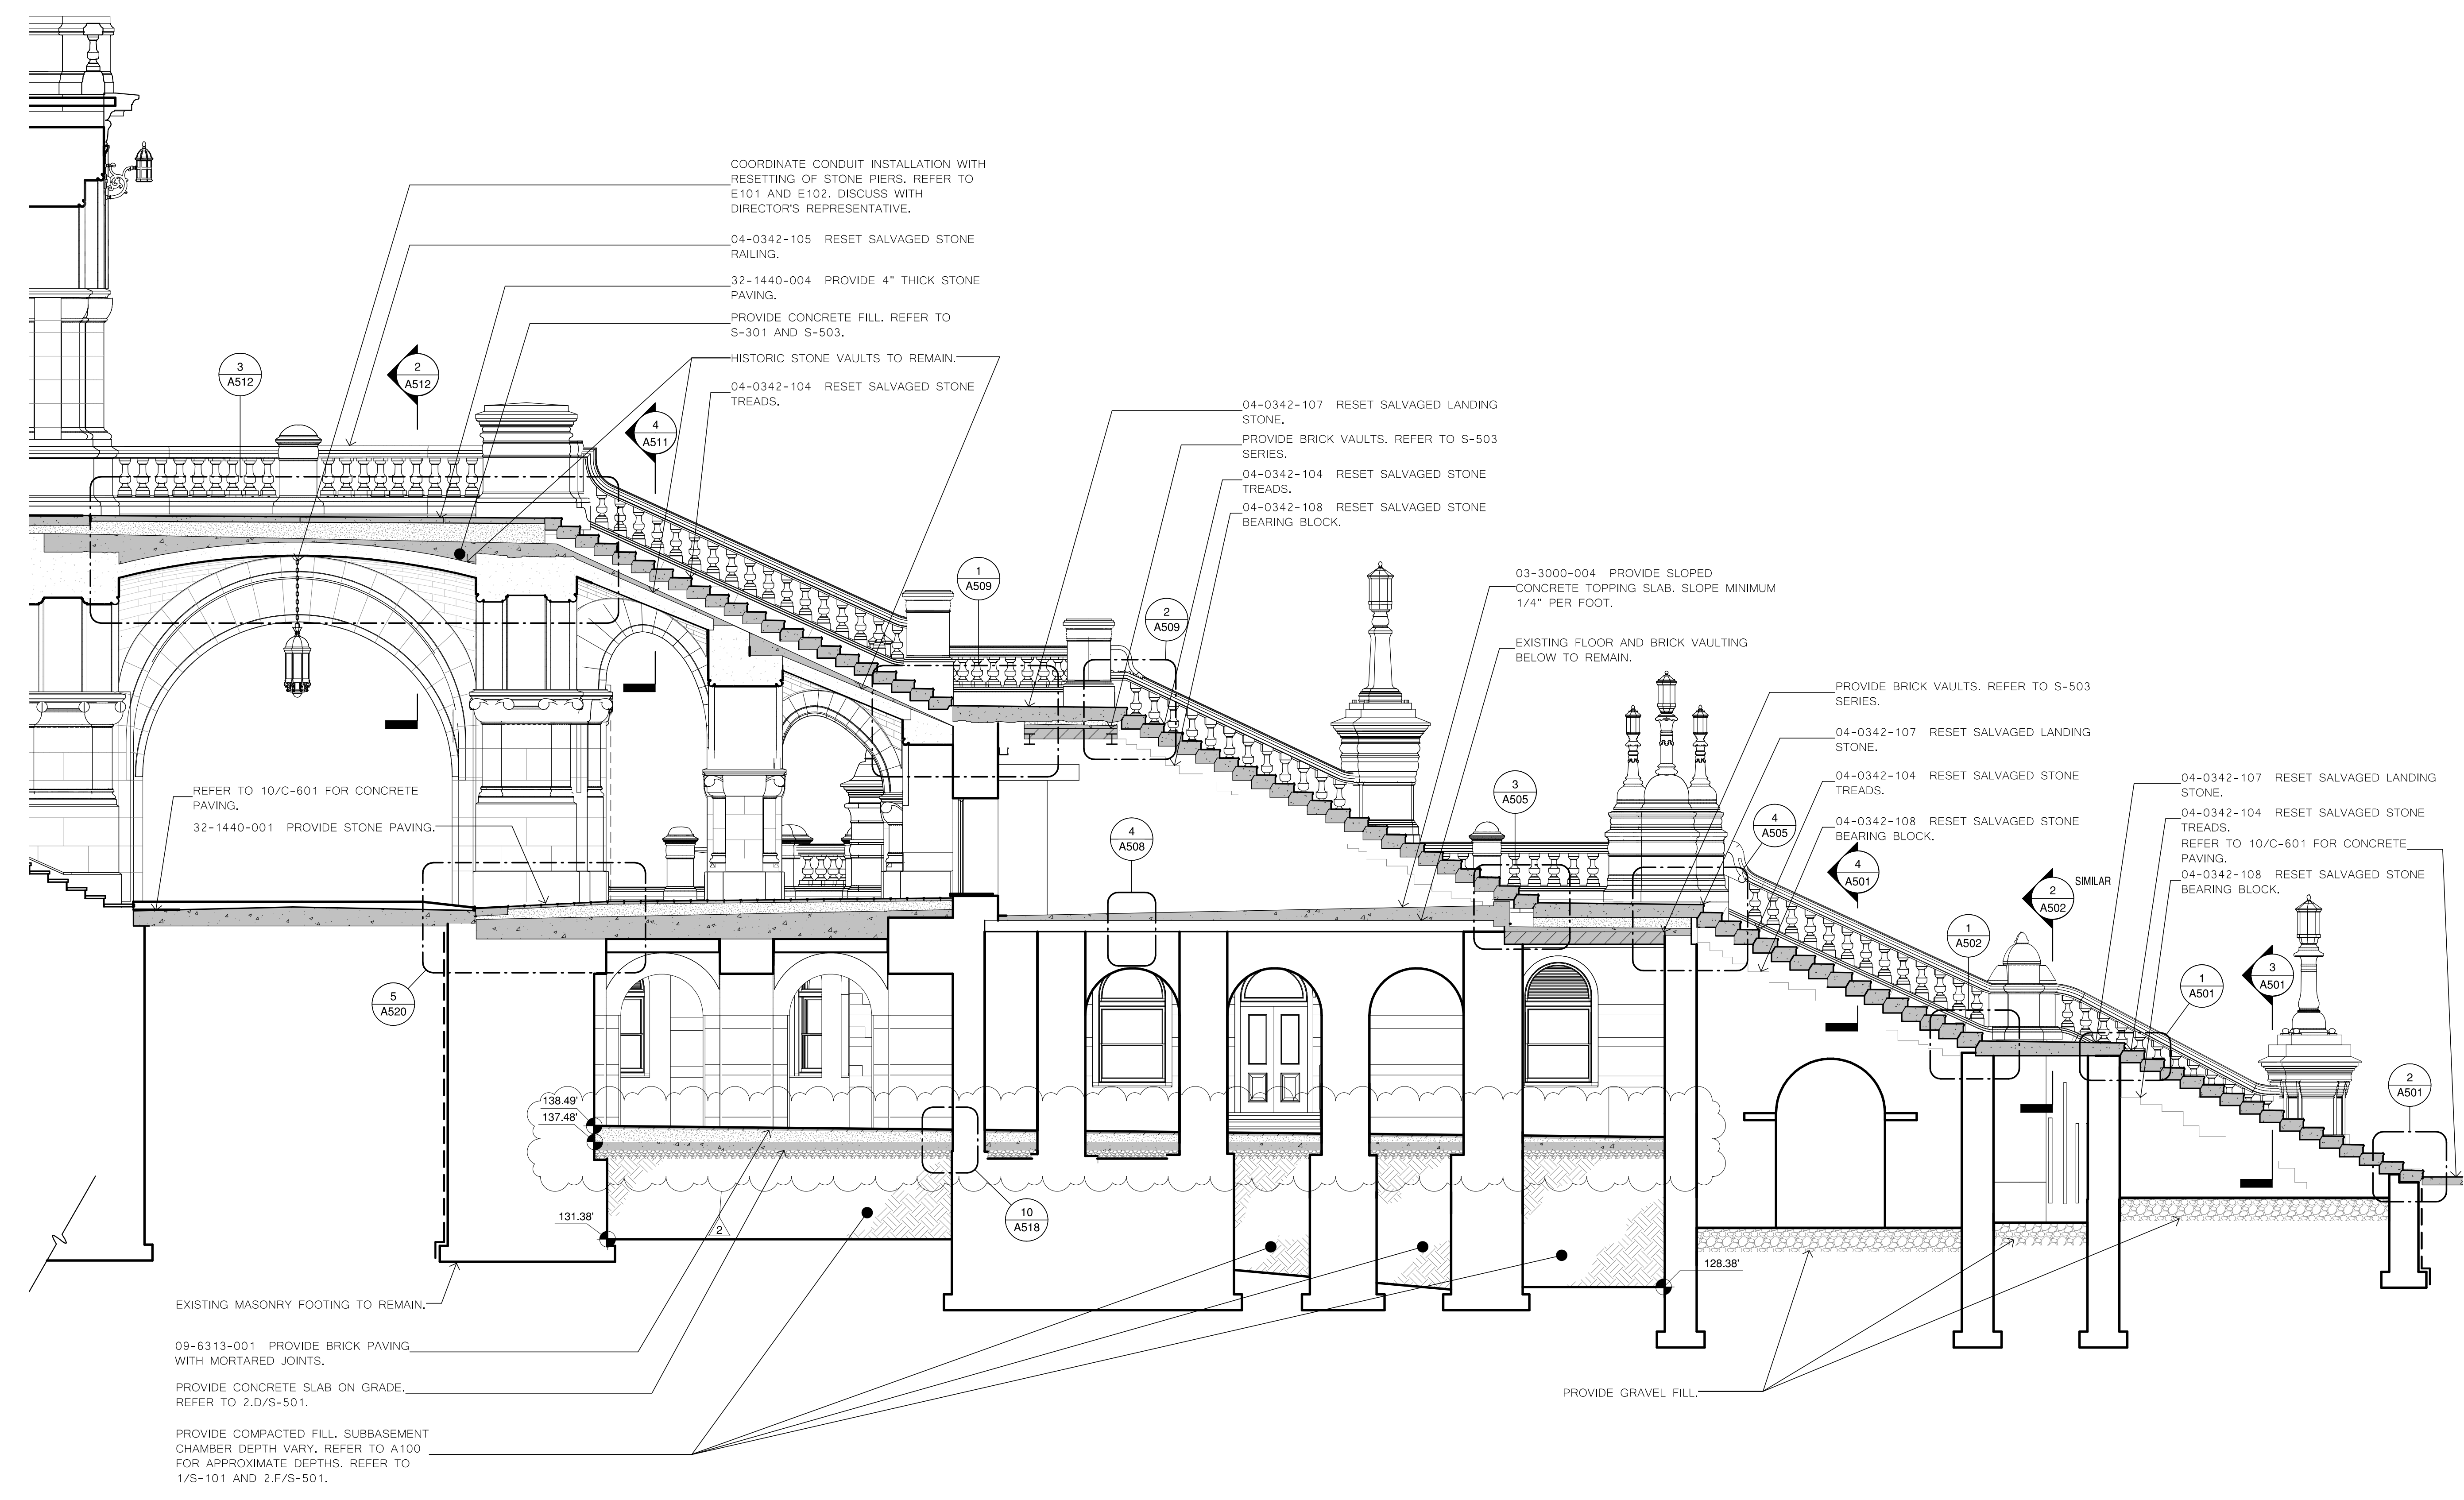 COORDINATE CONDUIT INSTALLATION WITH
RESETTING OF STONE PIERS. REFER TO
E101 AND E102. DISCUSS WITH
DIRECTOR'S REPRESENTATIVE.
04-0342-105 RESET SALVAGED STONE
RAILING.
32-1440-004 PROVIDE 4" THICK STONE
PAVING.
PROVIDE CONCRETE FILL. REFER TO
S-301 AND S-503.
HISTORIC STONE VAULTS TO REMAIN.
04-0342-104 RESET SALVAGED STONE
TREADS.
3
A512
2
A512
4
A511
04-0342-107 RESET SALVAGED LANDING
STONE.
PROVIDE BRICK VAULTS. REFER TO S-503
SERIES.
04-0342-104 RESET SALVAGED STONE
TREADS.
04-0342-108 RESET SALVAGED STONE
BEARING BLOCK.
1
A509
2
A509
03-3000-004 PROVIDE SLOPED
CONCRETE TOPPING SLAB. SLOPE MINIMUM
1/4" PER FOOT.
EXISTING FLOOR AND BRICK VAULTING
BELOW TO REMAIN.
PROVIDE BRICK VAULTS. REFER TO S-503
SERIES.
04-0342-107 RESET SALVAGED LANDING
STONE.
04-0342-104 RESET SALVAGED STONE
TREADS.
04-0342-108 RESET SALVAGED STONE
BEARING BLOCK.
04-0342-107 RESET SALVAGED LANDING
STONE.
04-0342-104 RESET SALVAGED STONE
TREADS.
REFER TO 10/C-601 FOR CONCRETE
PAVING.
04-0342-108 RESET SALVAGED STONE
BEARING BLOCK.
REFER TO 10/C-601 FOR CONCRETE
PAVING.
32-1440-001 PROVIDE STONE PAVING.
4
A508
3
A505
4
A505
4
A501
2
A502
SIMILAR
1
A502
3
A501
1
A501
2
A501
5
A520
138.49'
137.48'
131.38'
2
10
A518
128.38'
EXISTING MASONRY FOOTING TO REMAIN.
09-6313-001 PROVIDE BRICK PAVING
WITH MORTARED JOINTS.
PROVIDE CONCRETE SLAB ON GRADE.
REFER TO 2.D/S-501.
PROVIDE COMPACTED FILL. SUBBASEMENT
CHAMBER DEPTH VARY. REFER TO A100
FOR APPROXIMATE DEPTHS. REFER TO
1/S-101 AND 2.F/S-501.
PROVIDE GRAVEL FILL.